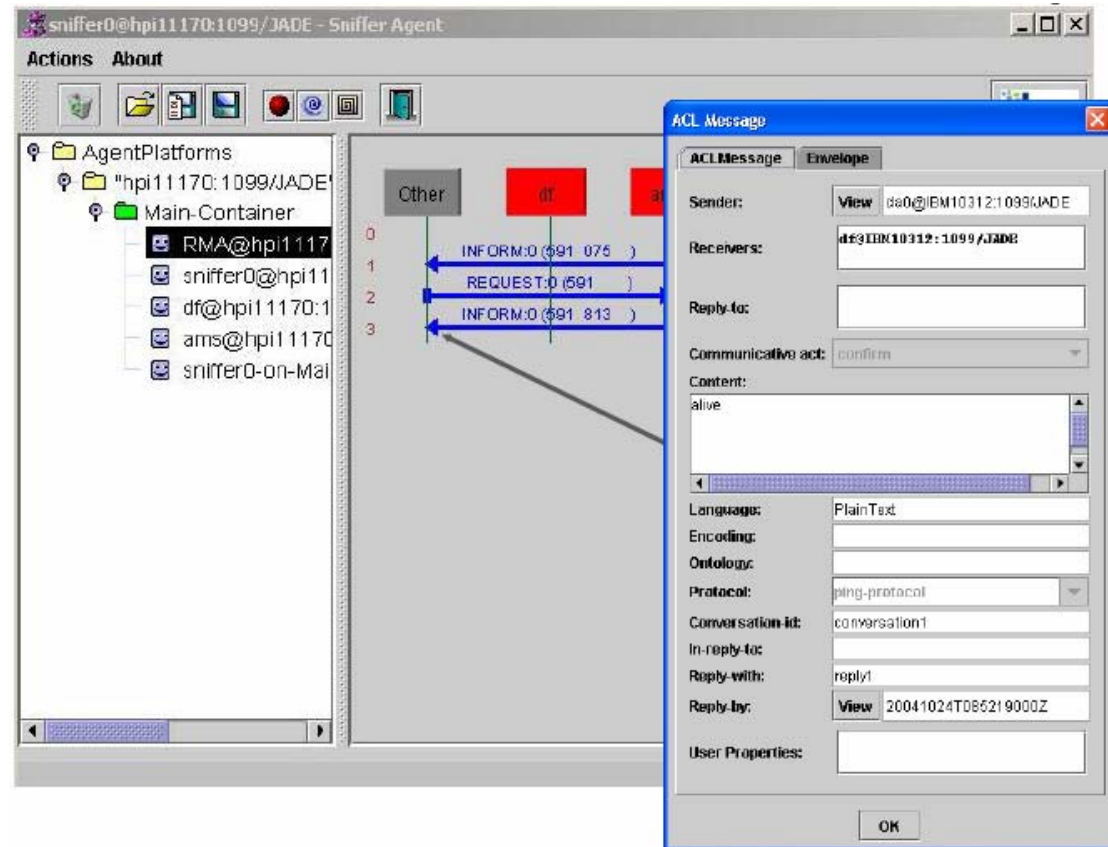 sniffer0@hpi11170:1099/JADE - Sniffer Agent
Actions About
AgentPlatforms
"hpi11170:1099/JADE"
Main-Container
RMA@hpi1117
sniffer0@hpi11
df@hpi11170:1
ams@hpi11170
sniffer0-on-Mai
Other
df
0
INFORM:0 (591 075 )
1
REQUEST:0 (591 )
2
INFORM:0 (591 813 )
3
ACL Message
ACLMessage Envelope
Sender: View da0@IBM10312:1099/JADE
Receivers: df@IBM10312:1099/JADE
Reply-to:
Communicative act: confirm
Content:
alive
Language: PlainText
Encoding:
Ontology:
Protocol: ping-protocol
Conversation-id: conversation1
In-reply-to:
Reply-with: reply1
Reply-by: View 20041024T085219000Z
User Properties:
OK